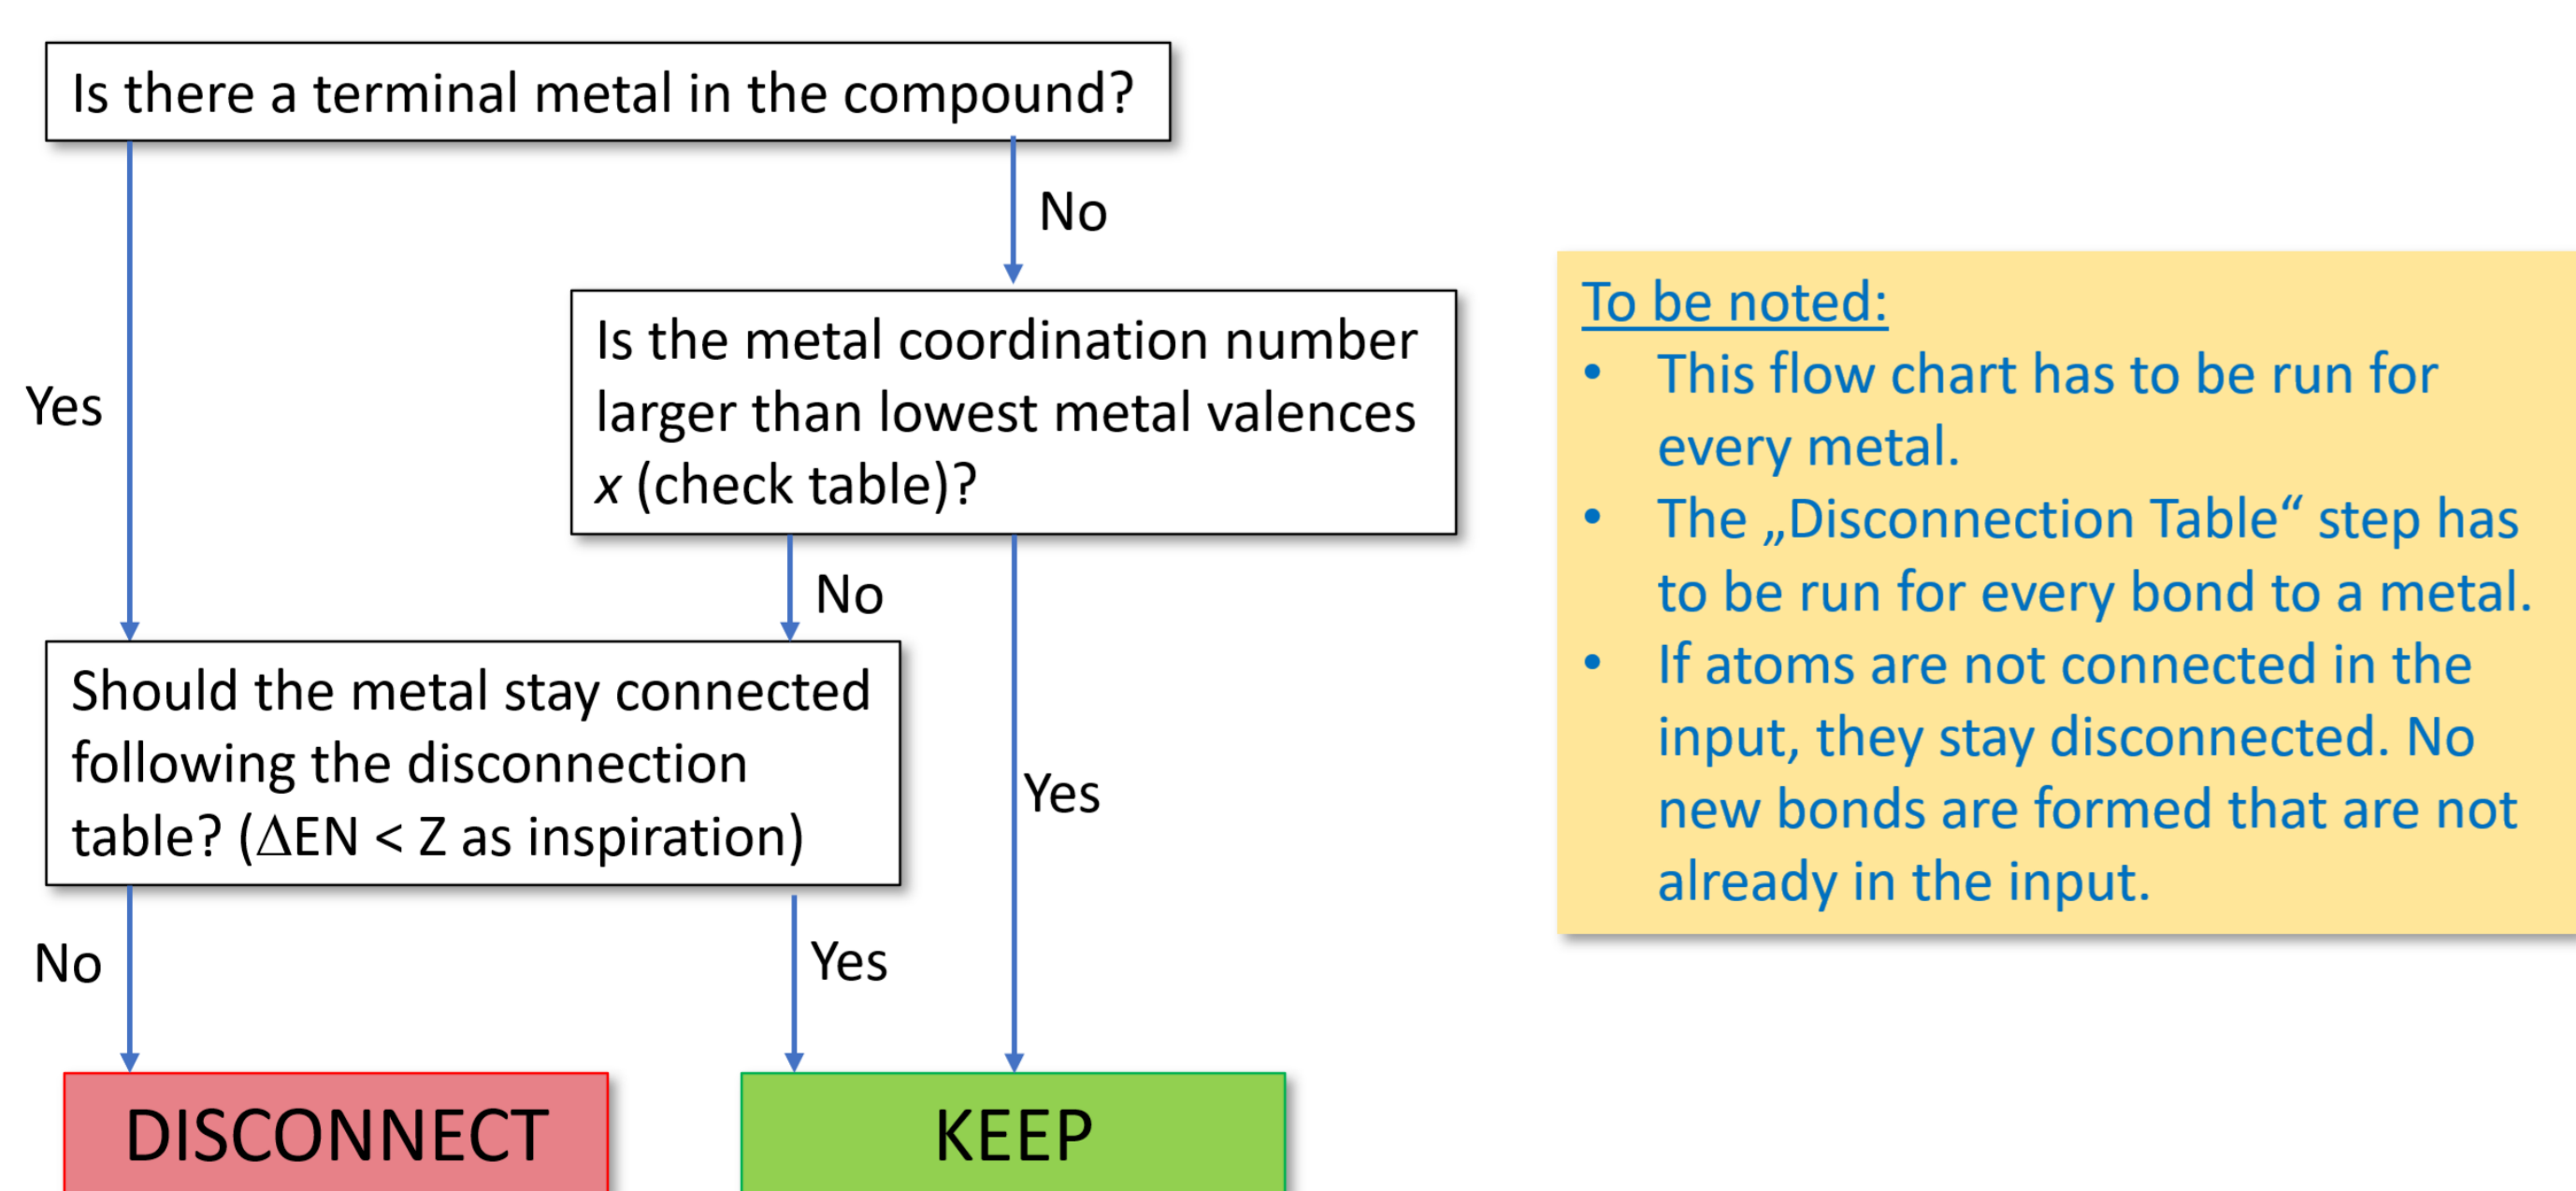 Is there a terminal metal in the compound?
No
Yes
Is the metal coordination number
larger than lowest metal valences
x (check table)?
No
Yes
Should the metal stay connected
following the disconnection
table? (ΔEN < Z as inspiration)
No
Yes
DISCONNECT
KEEP
To be noted:
• This flow chart has to be run for
every metal.
• The „Disconnection Table“ step has
to be run for every bond to a metal.
• If atoms are not connected in the
input, they stay disconnected. No
new bonds are formed that are not
already in the input.